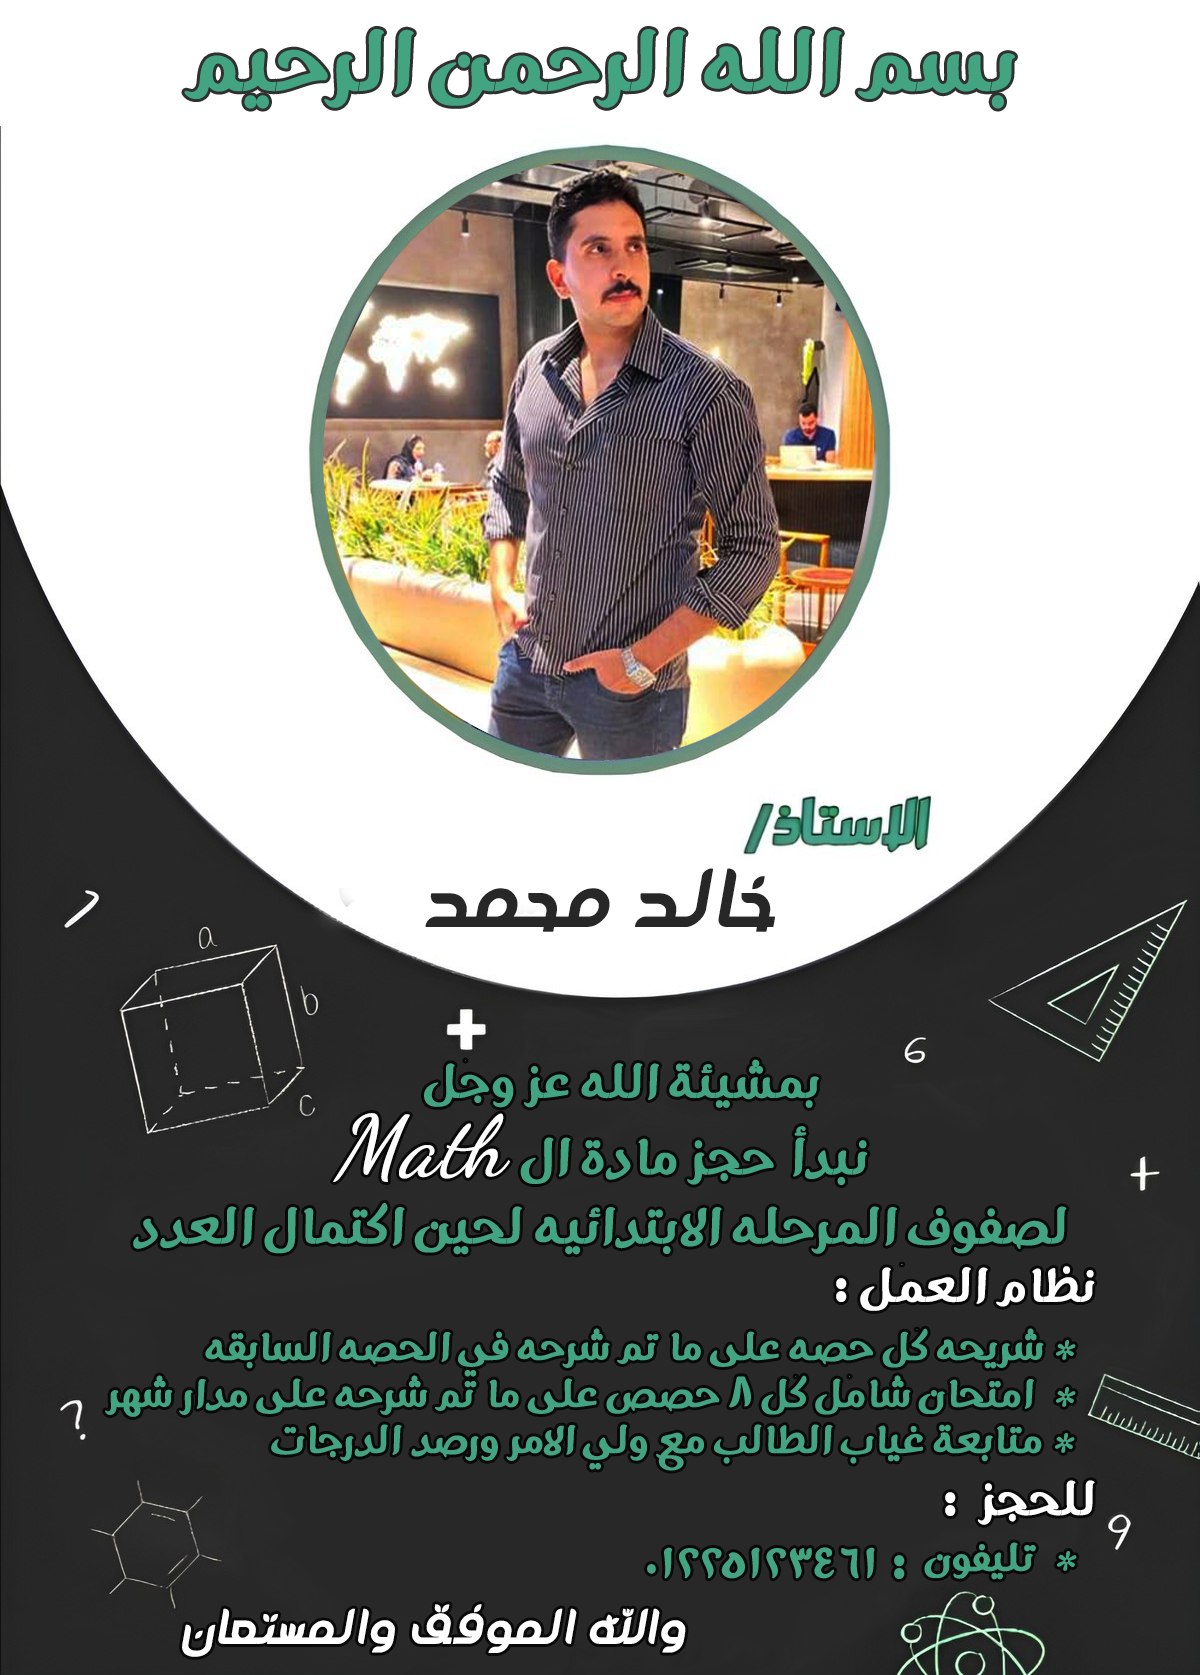 بسم الله الرحمن الرحيم
الاستاذ/
خالد محمد
a
b
c
6
+
+
بمشيئة الله عز وجل
نبدأ حجز مادة ال Math
لصفوف المرحله الابتدائيه لحين اكتمال العدد
نظام العمل :
* شريحه كل حصه على ما تم شرحه في الحصه السابقه
* امتحان شامل كل ٨ حصص على ما تم شرحه على مدار شهر
* متابعة غياب الطالب مع ولي الامر ورصد الدرجات
?
للحجز :
9
* تليفون : ٠١٢٢٥١٢٣٤٦١
والله الموفق والمستعان